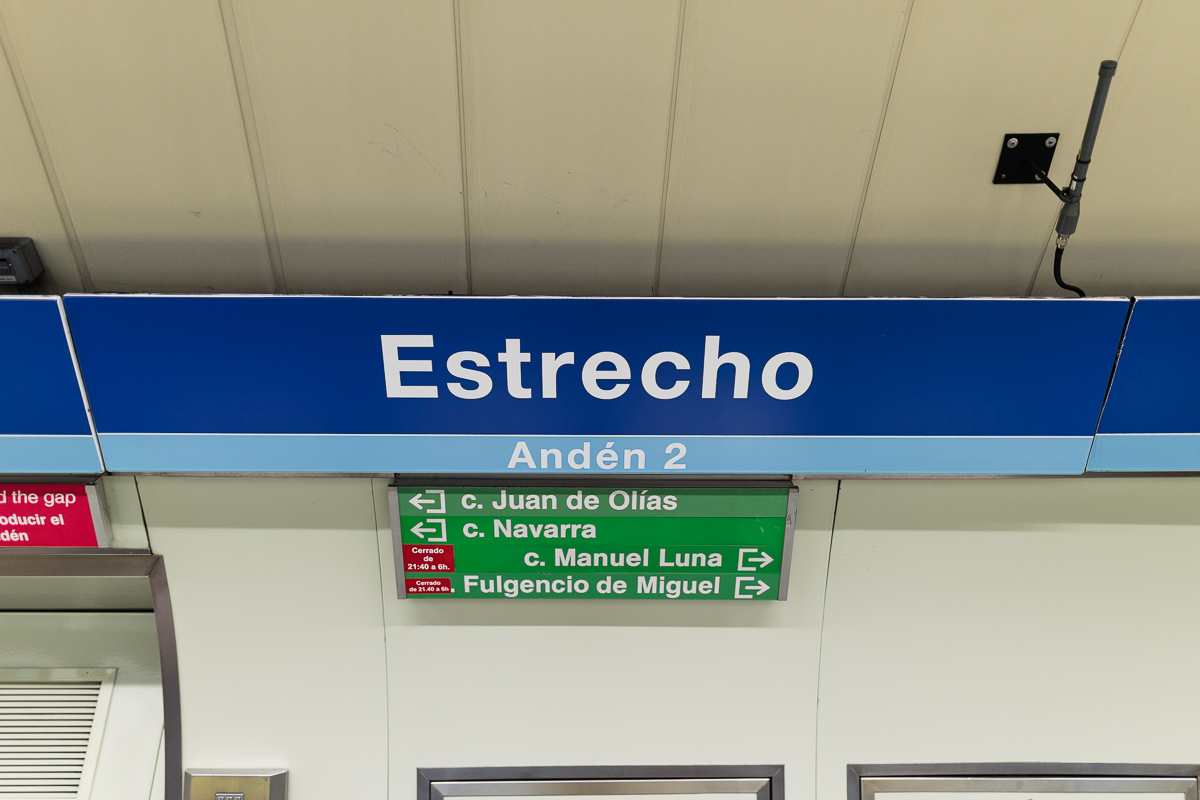 Estrecho
Andén 2
d the gap
oducir el
dén
c. Juan de Olías
c. Navarra
Cerrado
de
21:40 a 6h.
c. Manuel Luna
Cerrado
de 21.40 a 6h
. Fulgencio de Miguel